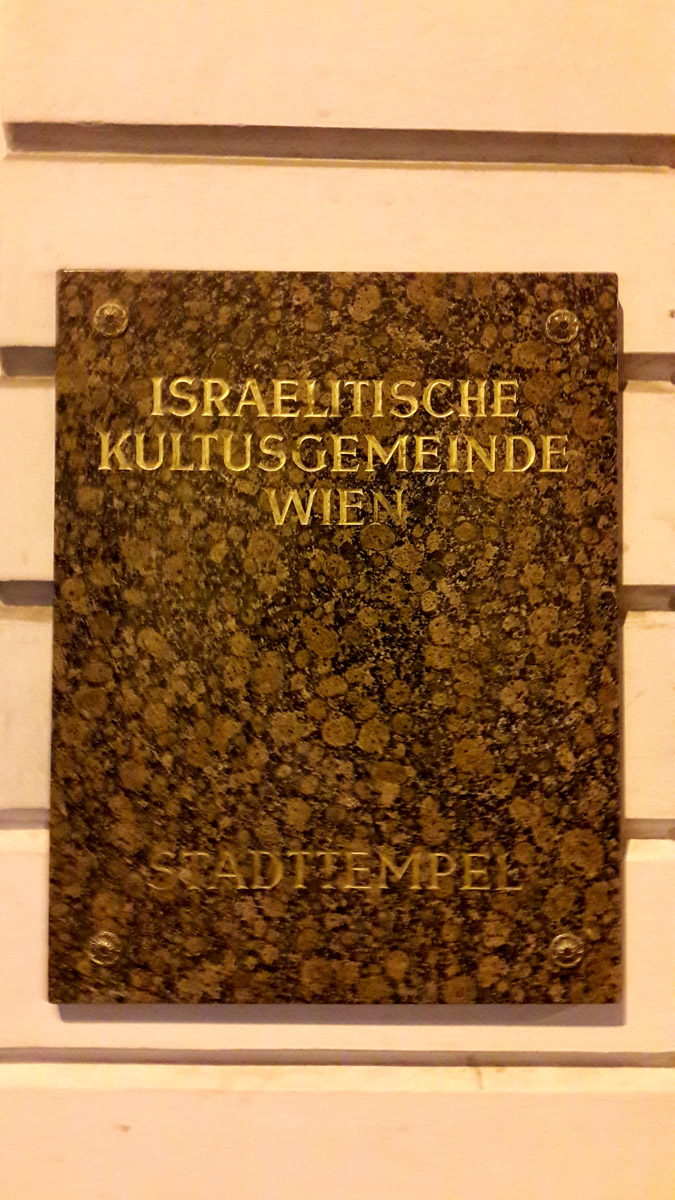 ISRAELITISCHE
KULTUSGEMEINDE
WIEN
STADTTEMPEL